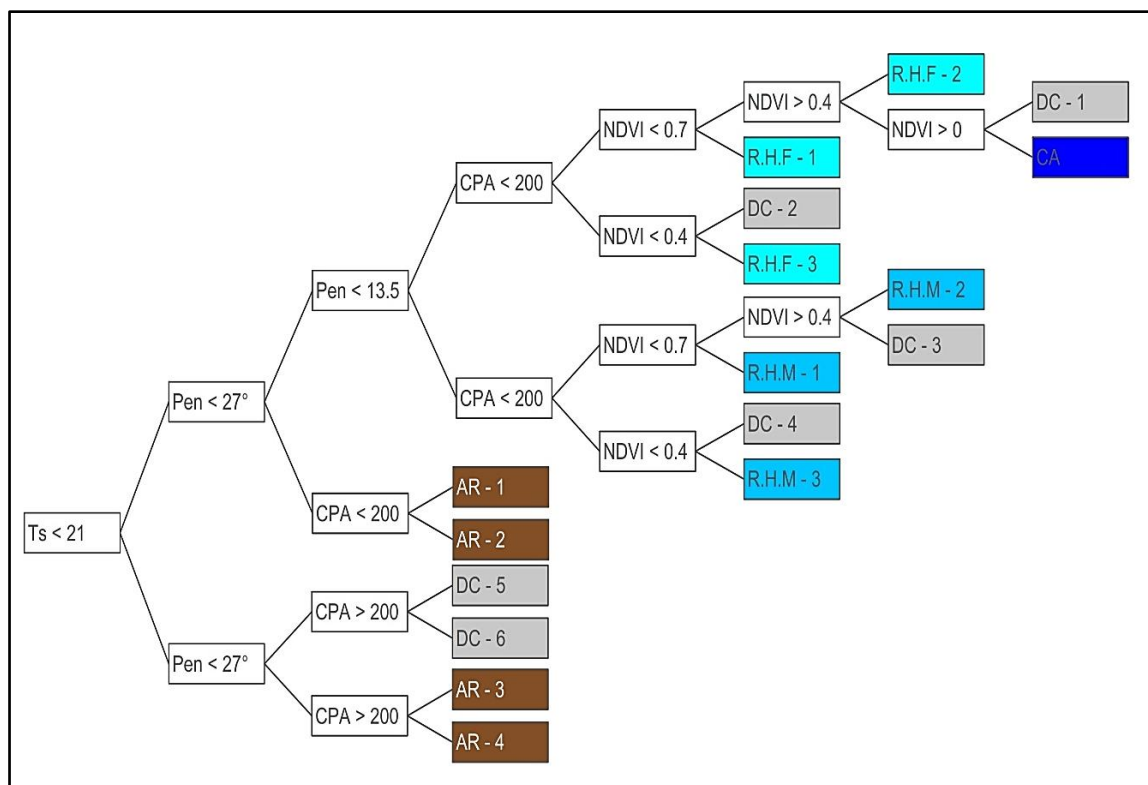 R.H.F - 2
NDVI > 0.4
DC - 1
NDVI < 0.7
NDVI > 0
R.H.F - 1
CA
CPA < 200
DC - 2
NDVI < 0.4
R.H.F - 3
Pen < 13.5
R.H.M - 2
NDVI > 0.4
NDVI < 0.7
DC - 3
R.H.M - 1
Pen < 27°
CPA < 200
DC - 4
NDVI < 0.4
R.H.M - 3
AR - 1
CPA < 200
Ts < 21
AR - 2
DC - 5
CPA > 200
DC - 6
Pen < 27°
AR - 3
CPA > 200
AR - 4